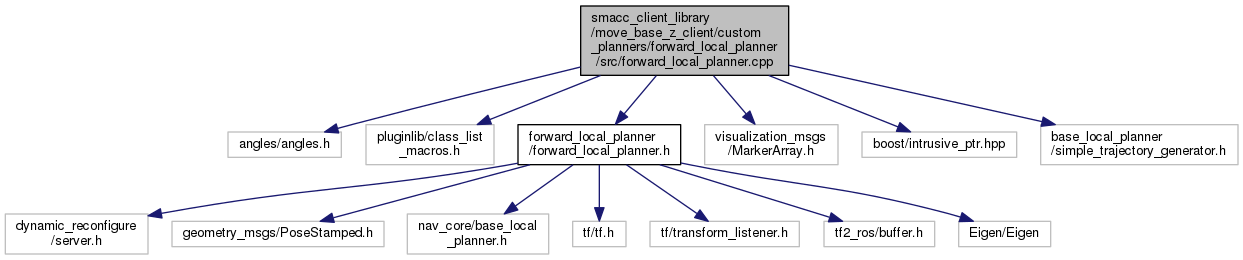 smacc_client_library
/move_base_z_client/custom
_planners/forward_local_planner
/src/forward_local_planner.cpp
angles/angles.h
pluginlib/class_list
_macros.h
forward_local_planner
/forward_local_planner.h
visualization_msgs
/MarkerArray.h
boost/intrusive_ptr.hpp
base_local_planner
/simple_trajectory_generator.h
dynamic_reconfigure
/server.h
geometry_msgs/PoseStamped.h
nav_core/base_local
_planner.h
tf/tf.h
tf/transform_listener.h
tf2_ros/buffer.h
Eigen/Eigen